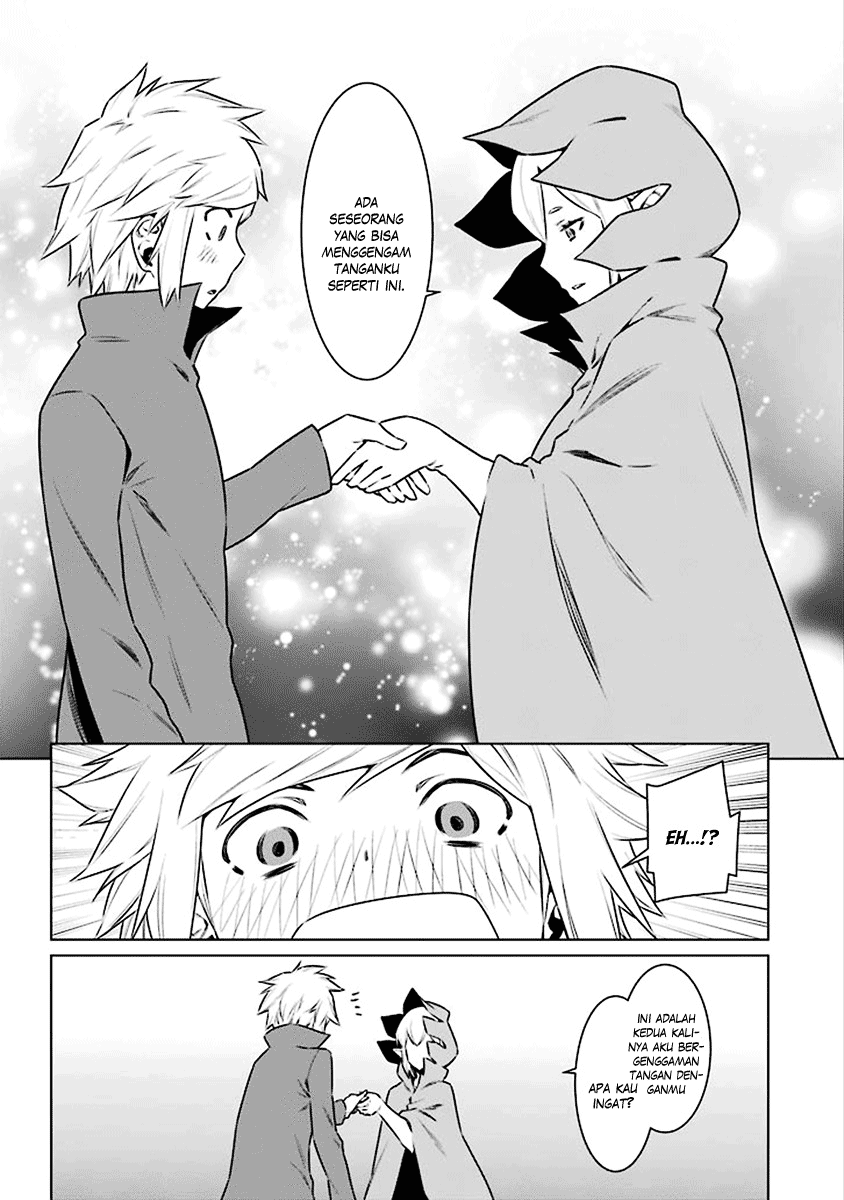 ADA
SESEORANG
YANG BISA
MENGGENGAM
TANGANKU
SEPERTI INI.
EH...!?
INI ADALAH
KEDUA KALI-
NYA AKU BER-
GENGGAMAN
TANGAN DEN-
GANMU
APA KAU
INGAT?